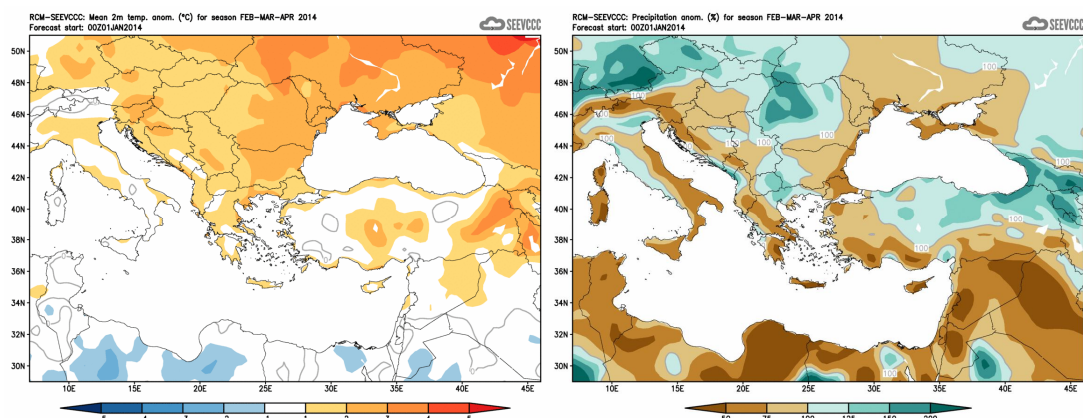 RCM-SEEVCCC: Mean 2m temp. anom. (°C) for season FEB-MAR-APR 2014
Forecast start: 00Z01JAN2014
SEEVCCC
50N
48N
46N
44N
42N
40N
38N
36N
34N
32N
30N
10E 15E 20E 25E 30E 35E 40E 45E
RCM-SEEVCCC: Precipitation anom. (%) for season FEB-MAR-APR 2014
Forecast start: 00Z01JAN2014
SEEVCCC
50N
48N
46N
44N
42N
40N
38N
36N
34N
32N
30N
100
100
100
100
100
100
100
100
100
10E 15E 20E 25E 30E 35E 40E 45E